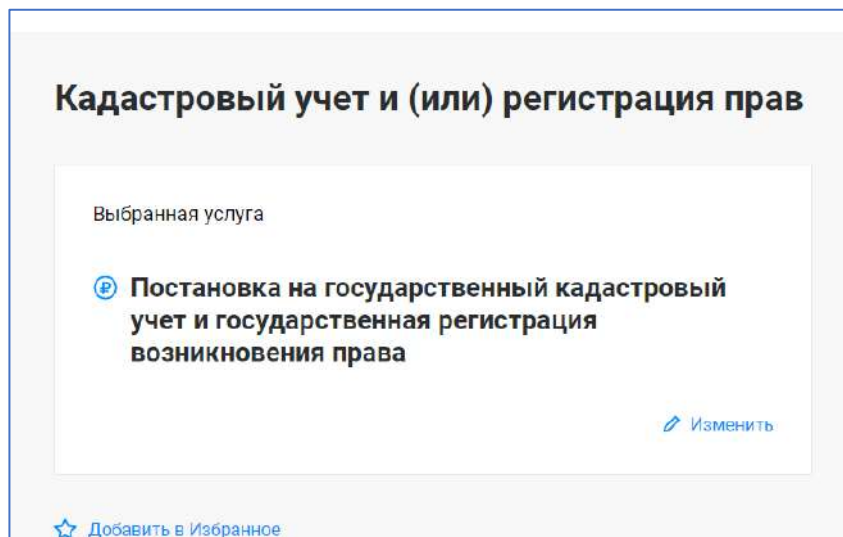 Кадастровый учет и (или) регистрация прав
Выбранная услуга
Постановка на государственный кадастровый
учет и государственная регистрация
возникновения права
Изменить
Добавить в Избранное